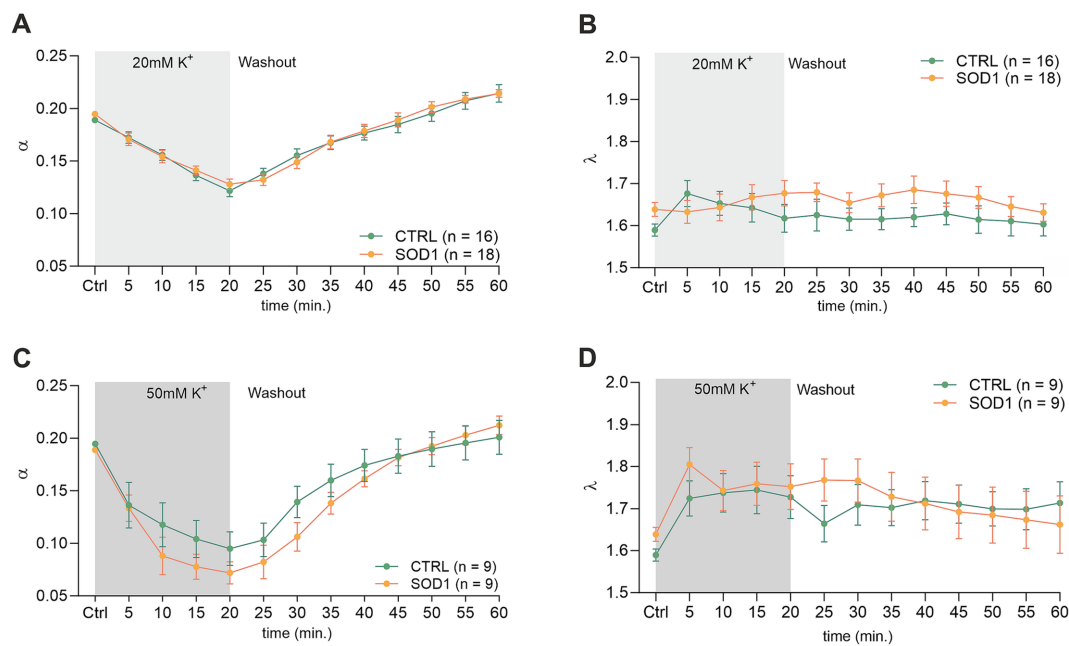 A
0.25
0.20
0.15
0.10
0.05
α
20mM K+
Washout
CTRL (n = 16)
SOD1 (n = 18)
Ctrl 5 10 15 20 25 30 35 40 45 50 55 60
time (min.)
B
2.0
1.9
1.8
1.7
1.6
1.5
λ
20mM K+
Washout
CTRL (n = 16)
SOD1 (n = 18)
Ctrl 5 10 15 20 25 30 35 40 45 50 55 60
time (min.)
C
0.25
0.20
0.15
0.10
0.05
α
50mM K+
Washout
CTRL (n = 9)
SOD1 (n = 9)
Ctrl 5 10 15 20 25 30 35 40 45 50 55 60
time (min.)
D
2.0
1.9
1.8
1.7
1.6
1.5
λ
50mM K+
Washout
CTRL (n = 9)
SOD1 (n = 9)
Ctrl 5 10 15 20 25 30 35 40 45 50 55 60
time (min.)